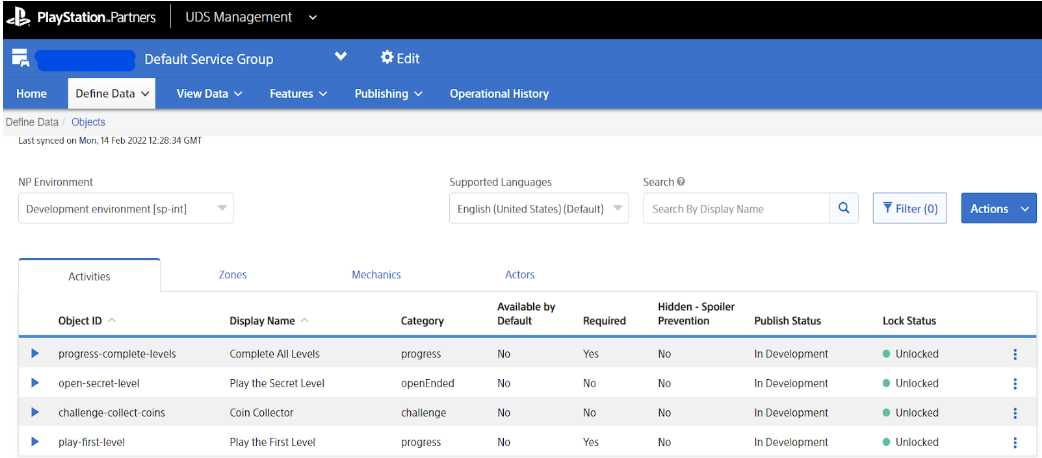 PlayStation Partners UDS Management
Default Service Group Edit
Home Define Data View Data Features Publishing Operational History
Define Data / Objects
Last synced on Mon, 14 Feb 2022 12:28:34 GMT
NP Environment Supported Languages Search
Development environment [sp-int] English (United States) (Default) Search By Display Name Filter (0) Actions
Activities Zones Mechanics Actors
Object ID Display Name Category Available by Default Required Hidden - Spoiler Prevention Publish Status Lock Status
progress-complete-levels Complete All Levels progress No Yes No In Development Unlocked
open-secret-level Play the Secret Level openEnded No No No In Development Unlocked
challenge-collect-coins Coin Collector challenge No No No In Development Unlocked
play-first-level Play the First Level progress No Yes No In Development Unlocked